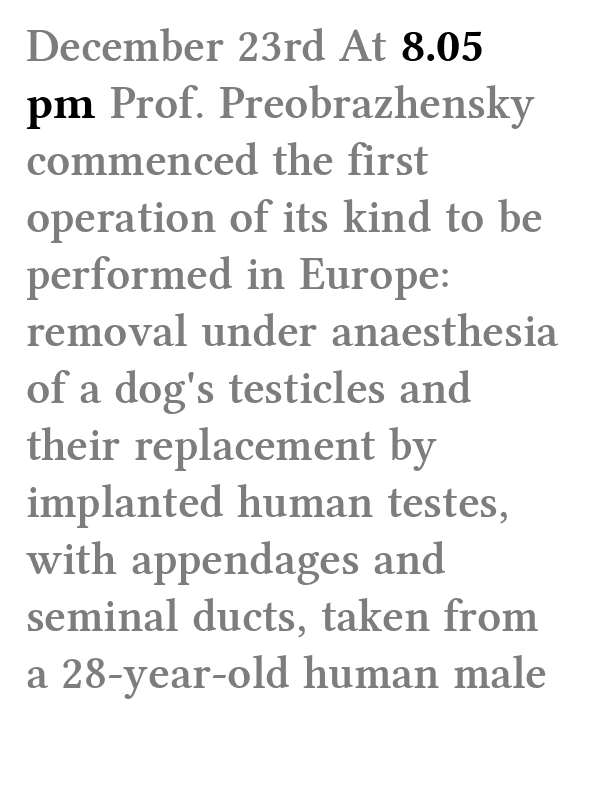 December 23rd At 8.05
pm Prof. Preobrazhensky
commenced the first
operation of its kind to be
performed in Europe:
removal under anaesthesia
of a dog's testicles and
their replacement by
implanted human testes,
with appendages and
seminal ducts, taken from
a 28-year-old human male